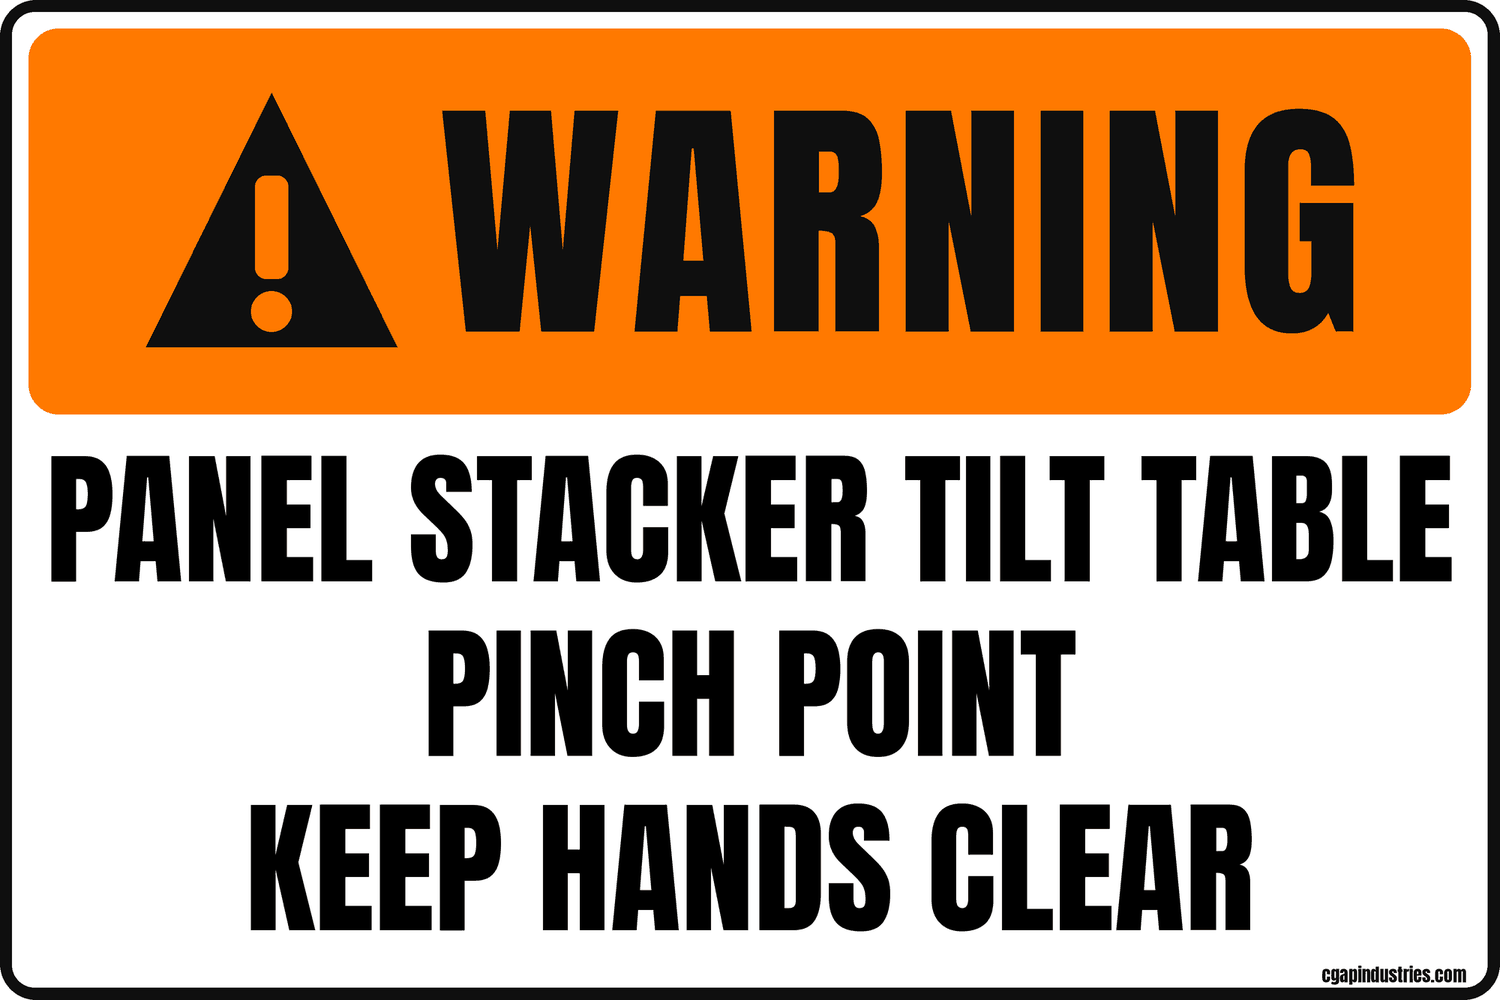 WARNING
PANEL STACKER TILT TABLE
PINCH POINT
KEEP HANDS CLEAR
cgapindustries.com